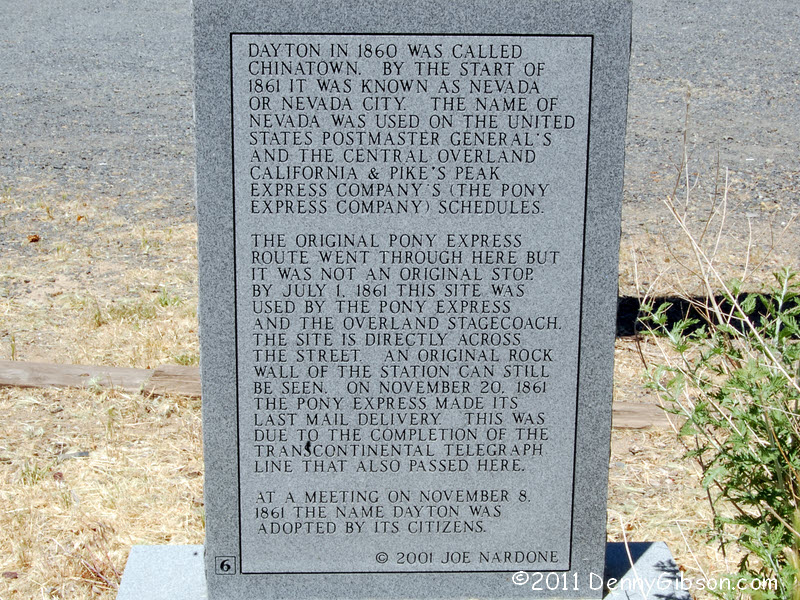 DAYTON IN 1860 WAS CALLED
CHINATOWN. BY THE START OF
1861 IT WAS KNOWN AS NEVADA
OR NEVADA CITY. THE NAME OF
NEVADA WAS USED ON THE UNITED
STATES POSTMASTER GENERAL'S
AND THE CENTRAL OVERLAND
CALIFORNIA & PIKE'S PEAK
EXPRESS COMPANY'S (THE PONY
EXPRESS COMPANY) SCHEDULES.
THE ORIGINAL PONY EXPRESS
ROUTE WENT THROUGH HERE BUT
IT WAS NOT AN ORIGINAL STOP.
BY JULY 1, 1861 THIS SITE WAS
USED BY THE PONY EXPRESS
AND THE OVERLAND STAGECOACH.
THE SITE IS DIRECTLY ACROSS
THE STREET. AN ORIGINAL ROCK
WALL OF THE STATION CAN STILL
BE SEEN. ON NOVEMBER 20, 1861
THE PONY EXPRESS MADE ITS
LAST MAIL DELIVERY. THIS WAS
DUE TO THE COMPLETION OF THE
TRANSCONTINENTAL TELEGRAPH
LINE THAT ALSO PASSED HERE.
AT A MEETING ON NOVEMBER 8,
1861 THE NAME DAYTON WAS
ADOPTED BY ITS CITIZENS.
© 2001 JOE NARDONE
6
©2011 DennyGibson.com